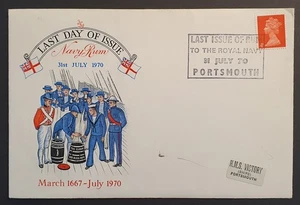 LAST DAY OF ISSUE
Navy Rum
31st JULY 1970
March 1667-July 1970
LAST ISSUE OF RUM
TO THE ROYAL NAVY
31 JULY 70
PORTSMOUTH
H.M.S. VICTORY
PORTSMOUTH